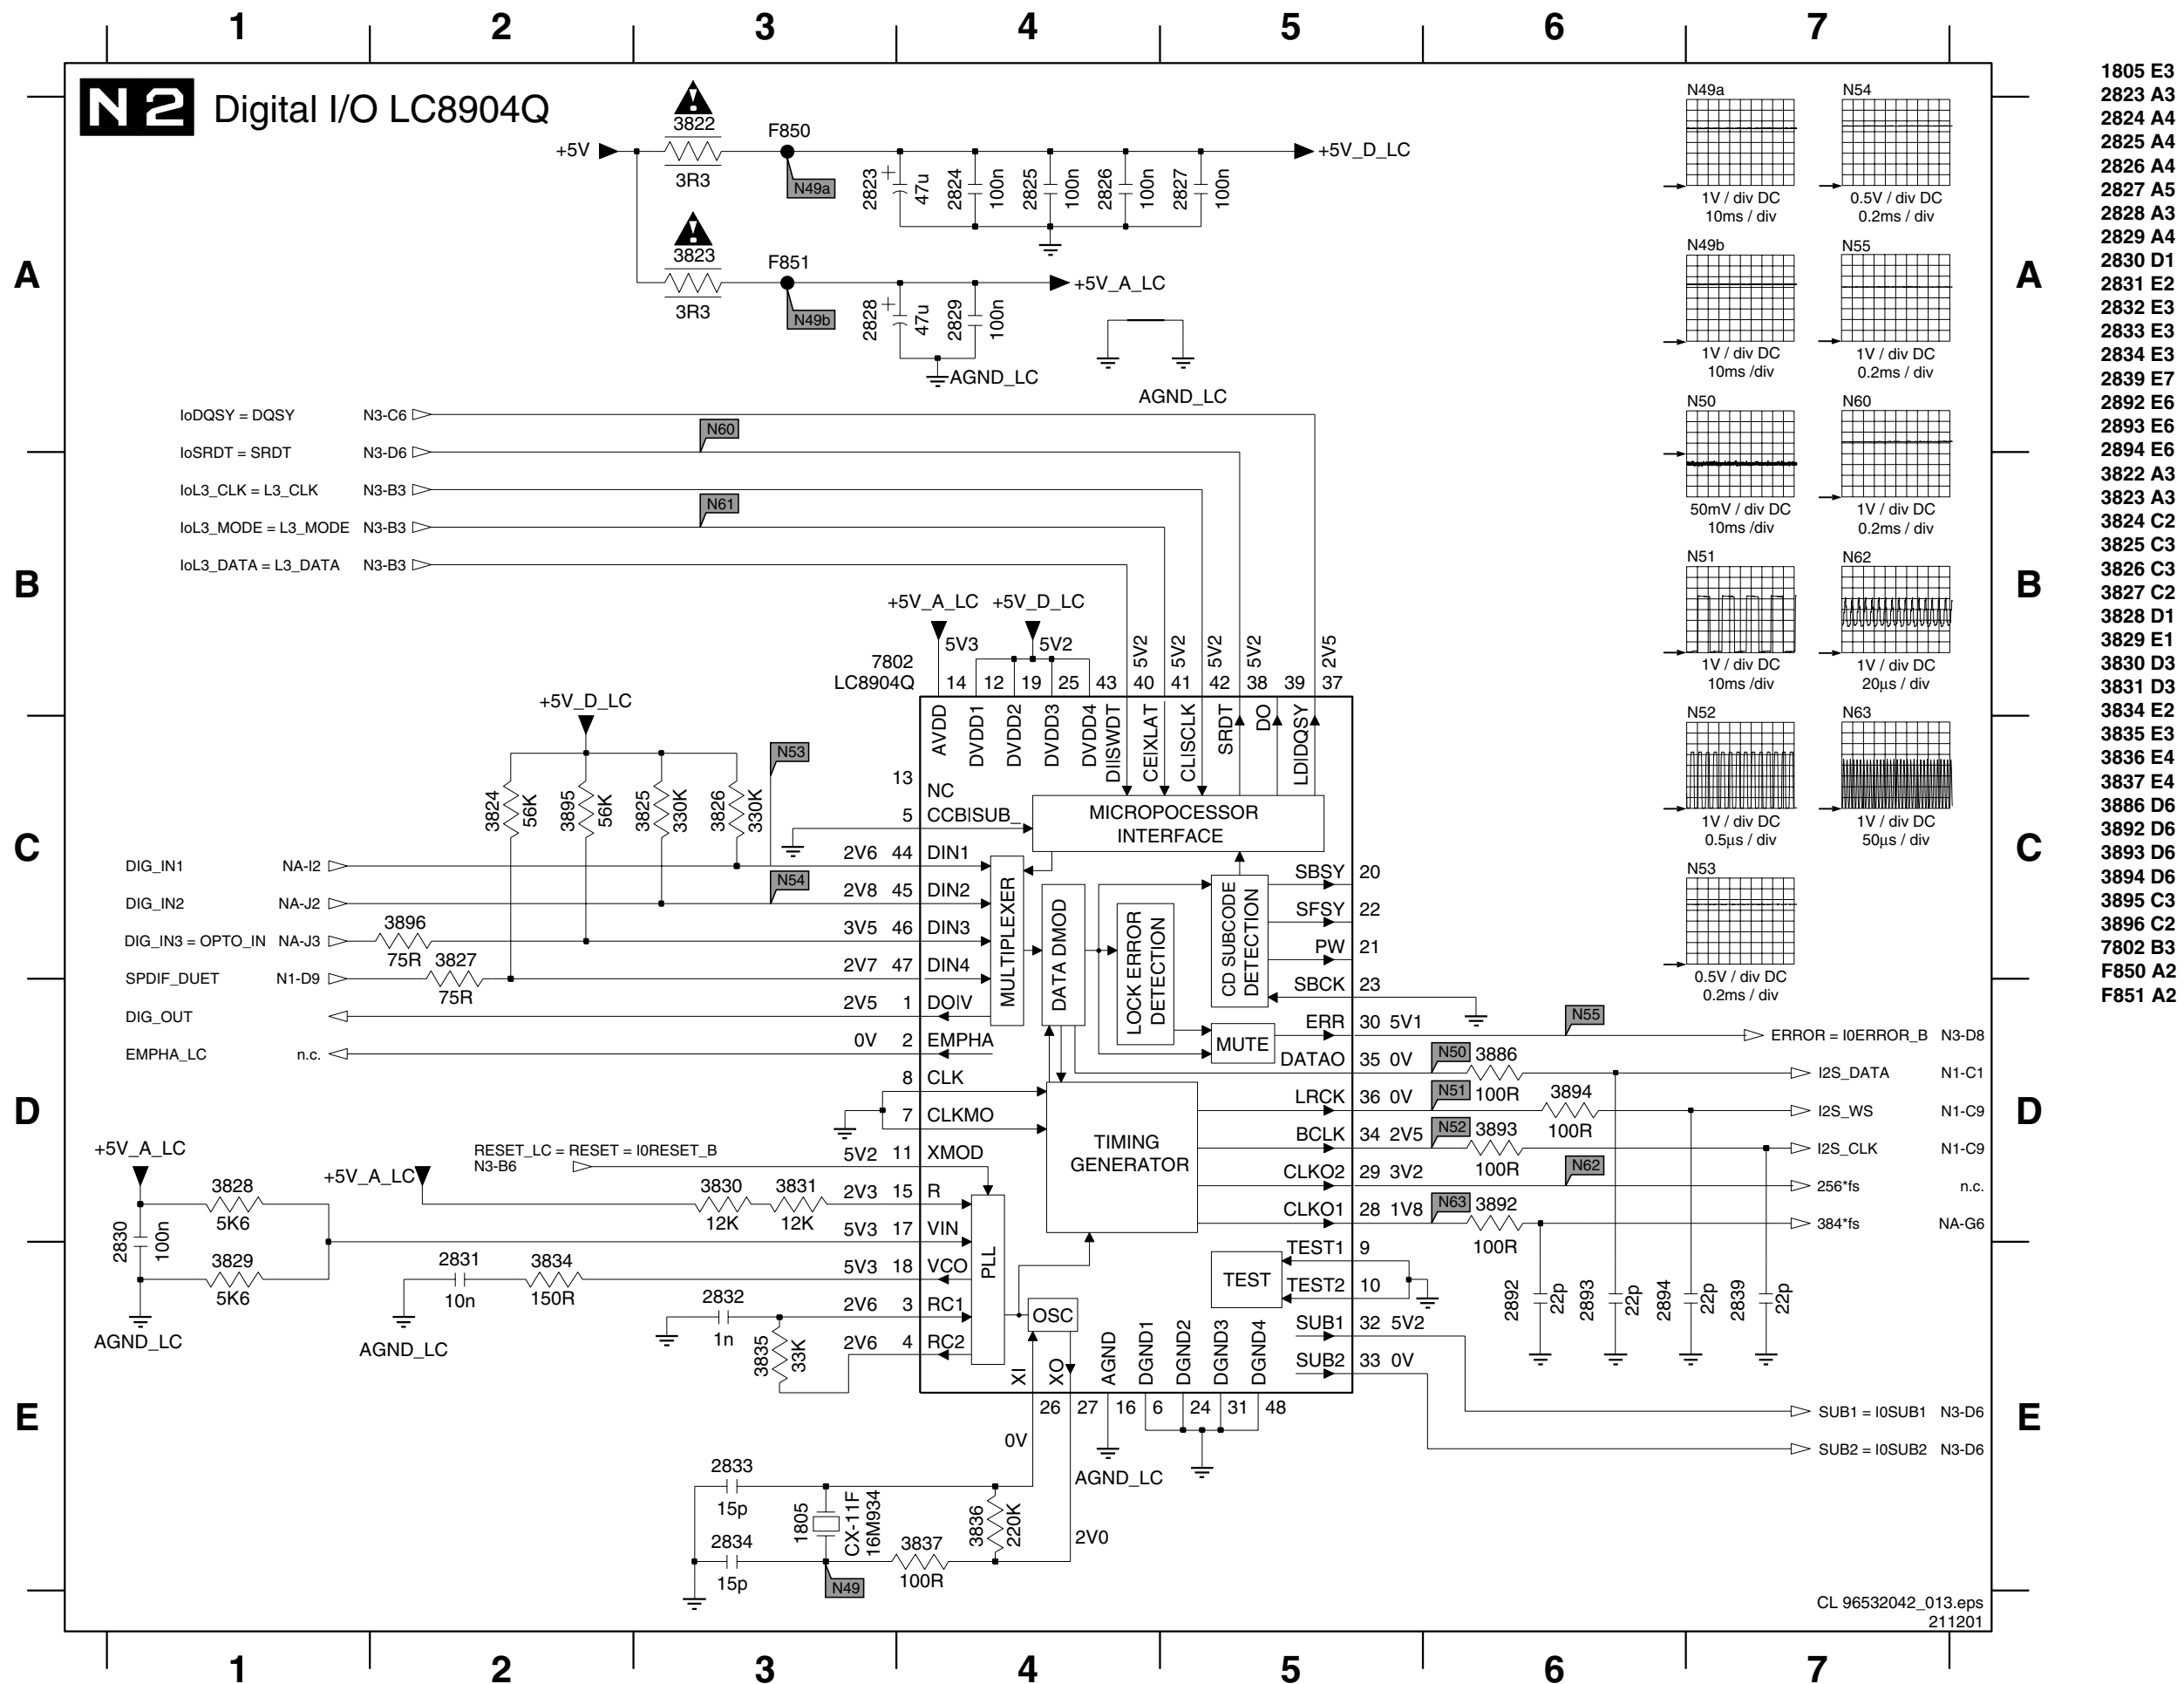 1 2 3 4 5 6 7
N 2 Digital I/O LC8904Q
+5V
3822
3R3
F850
N49a
2823 47u
2824 100n
2825 100n
2826 100n
2827 100n
+5V_D_LC
3823
3R3
F851
N49b
2828 47u
2829 100n
+5V_A_LC
AGND_LC
AGND_LC
A A
B B
C C
D D
E E
IoDQSY = DQSY N3-C6
N60
IoSRDT = SRDT N3-D6
IoL3_CLK = L3_CLK N3-B3
N61
IoL3_MODE = L3_MODE N3-B3
IoL3_DATA = L3_DATA N3-B3
+5V_A_LC +5V_D_LC
5V3 5V2 5V2 5V2 5V2 5V2 2V5
7802
LC8904Q
14 12 19 25 43 40 41 42 38 39 37
AVDD DVDD1 DVDD2 DVDD3 DVDD4 DIISWDT CEIXLAT CLISCLK SRDT DO LDIDQSY
+5V_D_LC
3824 56K
3895 56K
3825 330K
3826 330K
N53
N54
13 NC
5 CCBISUB_
MICROPOCESSOR
INTERFACE
DIG_IN1 NA-I2 2V6 44 DIN1
DIG_IN2 NA-J2 2V8 45 DIN2
3896
75R
DIG_IN3 = OPTO_IN NA-J3 3V5 46 DIN3
3827
75R
SPDIF_DUET N1-D9 2V7 47 DIN4
DIG_OUT 2V5 1 DOIV
EMPHA_LC n.c. 0V 2 EMPHA
8 CLK
7 CLKMO
MULTIPLEXER
DATA DMOD
LOCK ERROR
DETECTION
CD SUBCODE
DETECTION
MUTE
TIMING
GENERATOR
SBSY 20
SFSY 22
PW 21
SBCK 23
ERR 30 5V1 N55 ERROR = I0ERROR_B N3-D8
DATAO 35 0V N50 3886 100R I2S_DATA N1-C1
LRCK 36 0V N51 3894 100R I2S_WS N1-C9
BCLK 34 2V5 N52 3893 100R I2S_CLK N1-C9
CLKO2 29 3V2 N62 256*fs n.c.
CLKO1 28 1V8 N63 3892 100R 384*fs NA-G6
+5V_A_LC
3828
5K6
2830 100n
3829
5K6
AGND_LC
+5V_A_LC
RESET_LC = RESET = I0RESET_B
N3-B6
5V2 11 XMOD
3830 3831
12K 12K
2V3 15 R
5V3 17 VIN
2831 3834
10n 150R
AGND_LC
5V3 18 VCO
2832
1n
2V6 3 RC1
3835 33K
2V6 4 RC2
PLL
OSC
XI XO
TEST
TEST1 9
TEST2 10
SUB1 32 5V2
SUB2 33 0V
2892 22p
2893 22p
2894 22p
2839 22p
SUB1 = I0SUB1 N3-D6
SUB2 = I0SUB2 N3-D6
AGND DGND1 DGND2 DGND3 DGND4
26 27 16 6 24 31 48
0V
AGND_LC
2833
15p
1805
CX-11F
16M934
2834
15p
N49
3837
100R
3836 220K
2V0
N49a
1V / div DC
10ms / div
N54
0.5V / div DC
0.2ms / div
N49b
1V / div DC
10ms /div
N55
1V / div DC
0.2ms / div
N50
50mV / div DC
10ms /div
N60
1V / div DC
0.2ms / div
N51
1V / div DC
10ms /div
N62
1V / div DC
20µs / div
N52
1V / div DC
0.5µs / div
N63
1V / div DC
50µs / div
N53
0.5V / div DC
0.2ms / div
CL 96532042_013.eps
211201
1 2 3 4 5 6 7
1805 E3
2823 A3
2824 A4
2825 A4
2826 A4
2827 A5
2828 A3
2829 A4
2830 D1
2831 E2
2832 E3
2833 E3
2834 E3
2839 E7
2892 E6
2893 E6
2894 E6
3822 A3
3823 A3
3824 C2
3825 C3
3826 C3
3827 C2
3828 D1
3829 E1
3830 D3
3831 D3
3834 E2
3835 E3
3836 E4
3837 E4
3886 D6
3892 D6
3893 D6
3894 D6
3895 C3
3896 C2
7802 B3
F850 A2
F851 A2